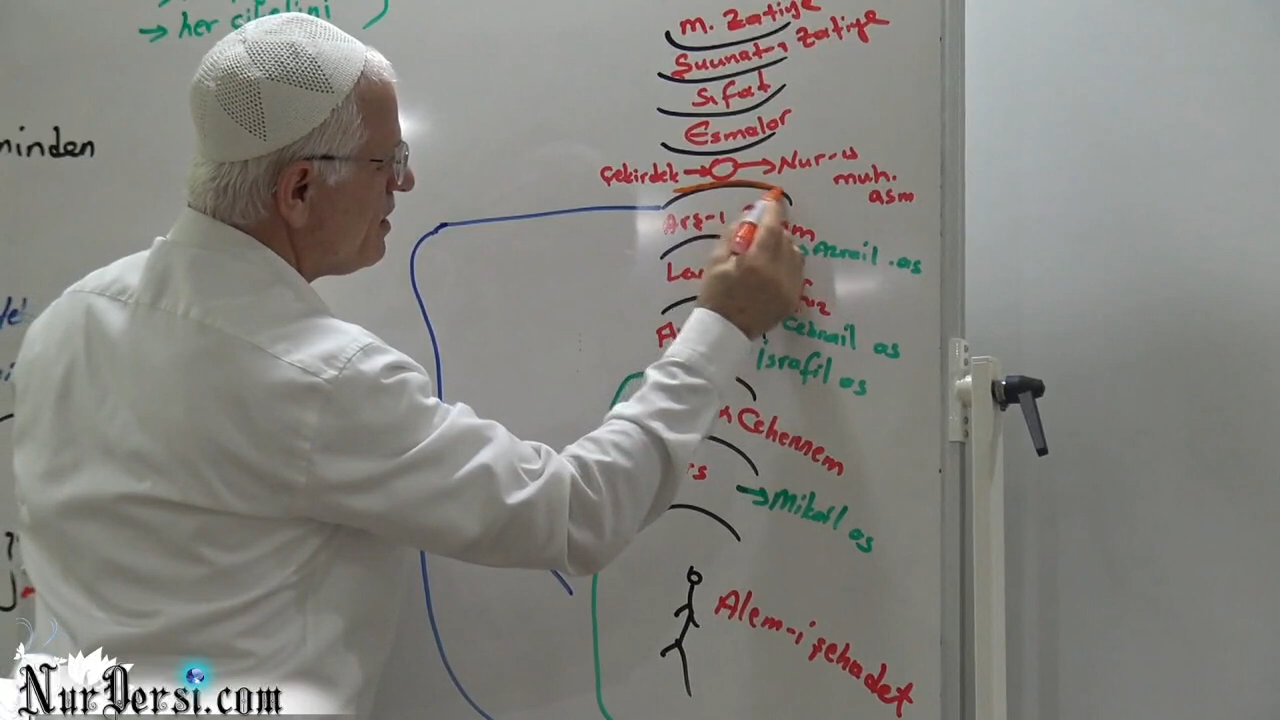 → her sıfatını
minden
m. Zatiye
Şuunat-ı Zatiye
Sıfat
Esmalar
Çekirdek → → Nur-u
muh.
asm
Arş-ı
Azrail .as
Cebrail as
İsrafil as
Cehennem
→ Mikail as
Alem-i şehadet
NurDersi.com